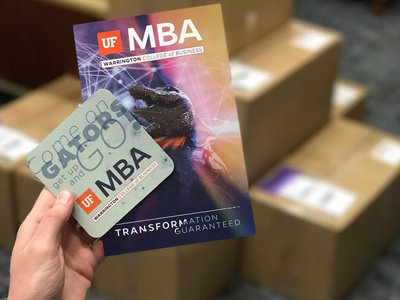 UF MBA
WARRINGTON COLLEGE of BUSINESS
TRANSFORMATION
GUARANTEED
Come on
GATORS
get up
and GO!
UF MBA
WARRINGTON COLLEGE of BUSINESS